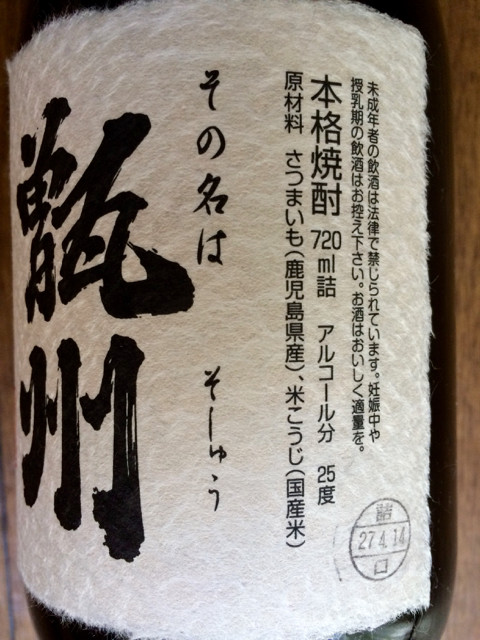 未成年者の飲酒は法律で禁じられています。妊娠中や
授乳期の飲酒はお控え下さい。お酒はおいしく適量を。
本格焼酎 720ml詰 アルコール分 25度
原材料 さつまいも(鹿児島県産)、米こうじ(国産米)
その名は そしゅう
甑州
詰
27.4.14
口